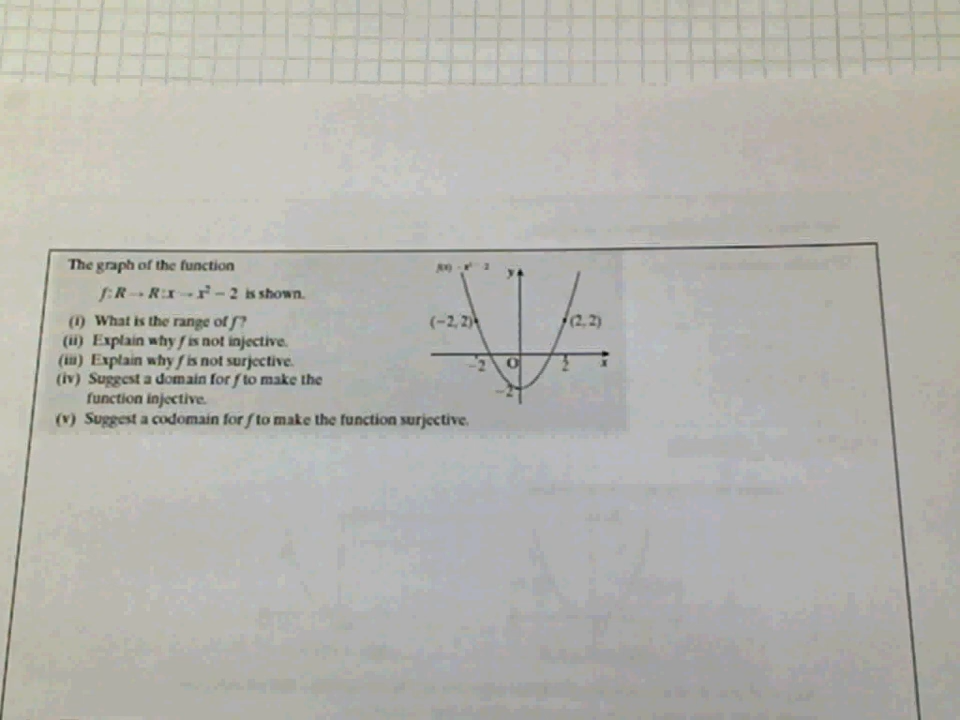 The graph of the function
f: R → R: x → x² − 2 is shown.
(i) What is the range of f?
(ii) Explain why f is not injective.
(iii) Explain why f is not surjective.
(iv) Suggest a domain for f to make the
function injective.
(v) Suggest a codomain for f to make the function surjective.
f(x) = x² − 2
y
(−2, 2)
(2, 2)
−2
O
2
x
−2